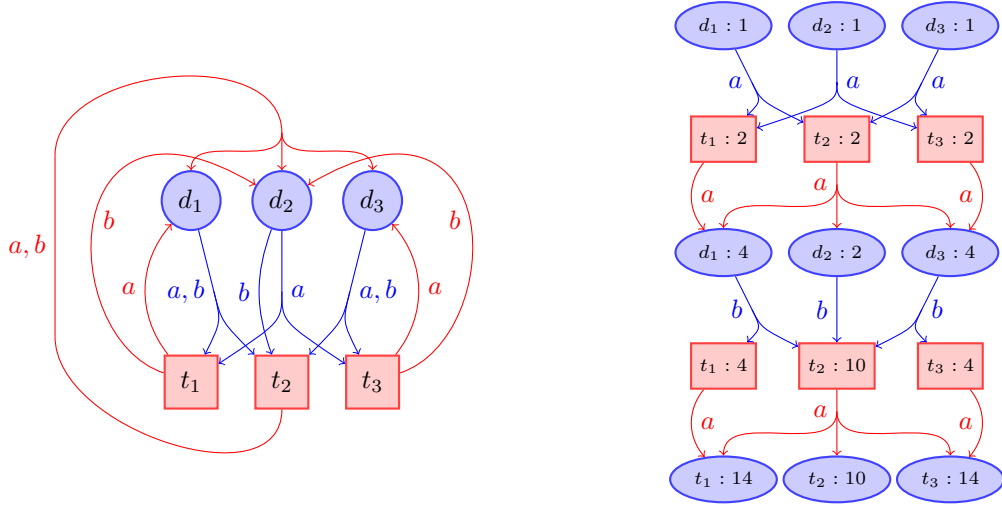 d₁ : 1 d₂ : 1 d₃ : 1
a a a
t₁ : 2 t₂ : 2 t₃ : 2
a a a
d₁ : 4 d₂ : 2 d₃ : 4
b b b
t₁ : 4 t₂ : 10 t₃ : 4
a a a
t₁ : 14 t₂ : 10 t₃ : 14
d₁ d₂ d₃
b b
a, b
a a, b b a a, b a
t₁ t₂ t₃